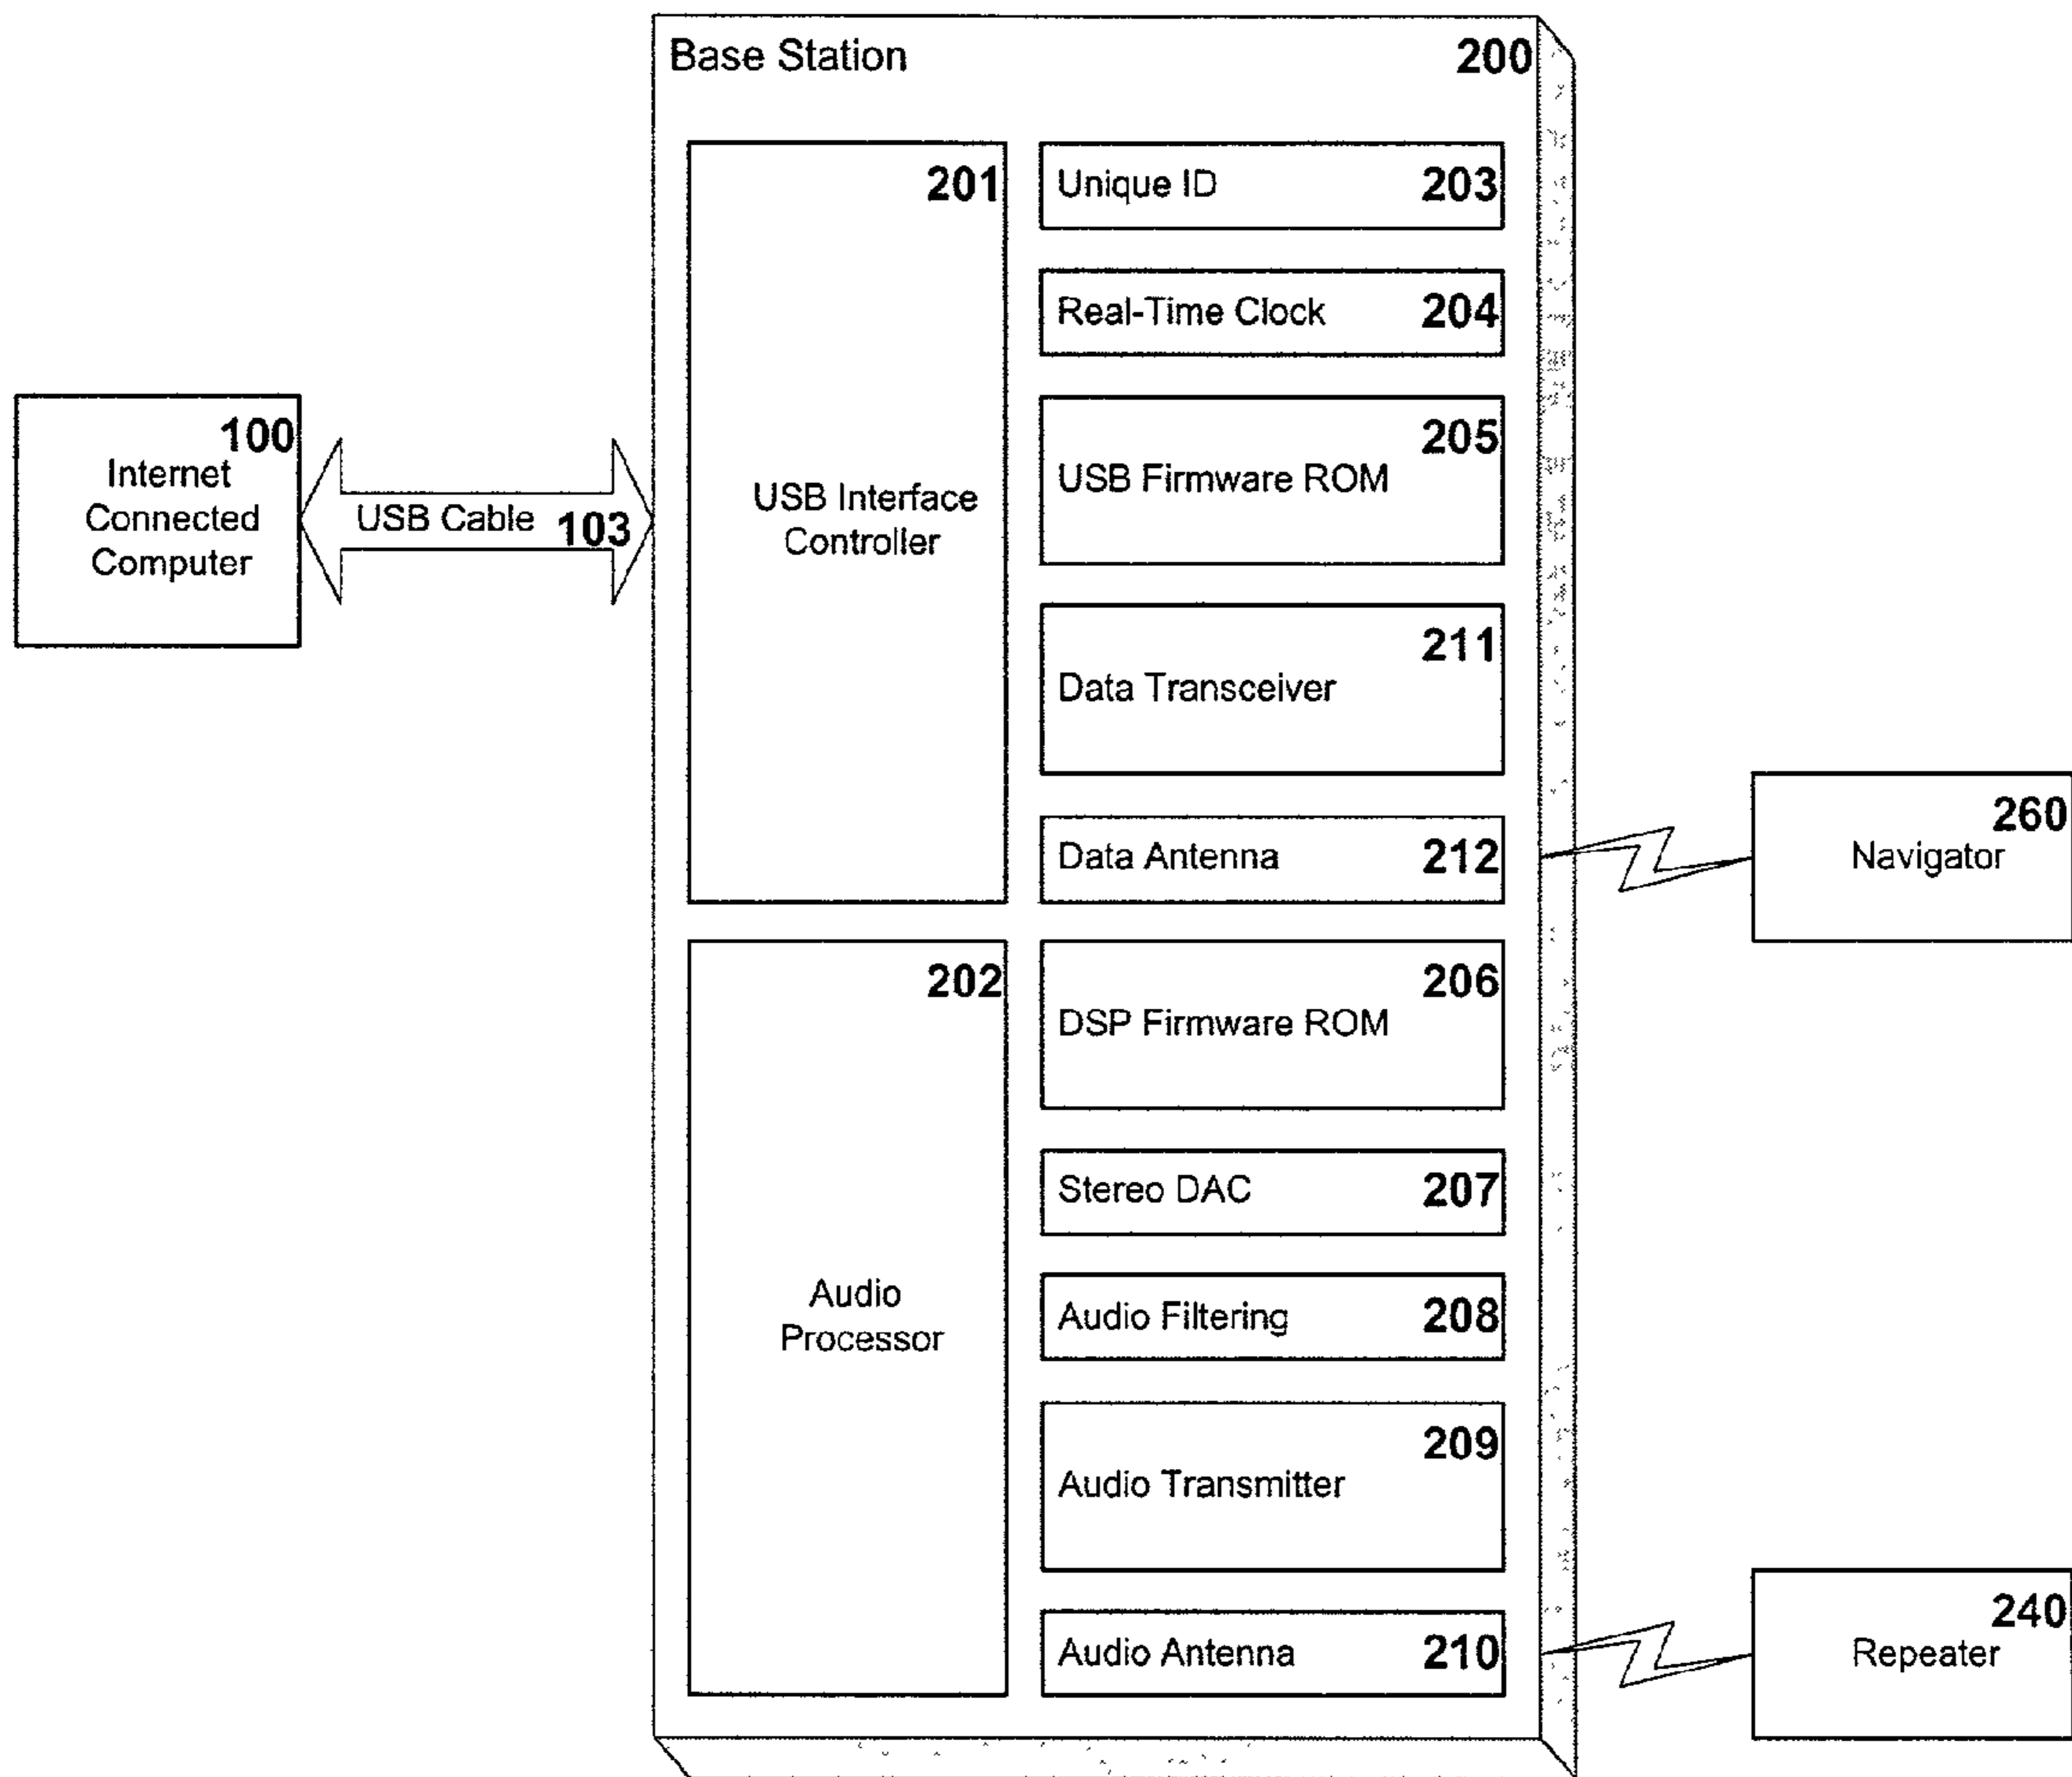 Base Station 200
100
Internet
Connected
Computer
USB Cable 103
201
USB Interface
Controller
Unique ID 203
Real-Time Clock 204
205
USB Firmware ROM
211
Data Transceiver
Data Antenna 212
260
Navigator
202
Audio
Processor
206
DSP Firmware ROM
Stereo DAC 207
Audio Filtering 208
209
Audio Transmitter
Audio Antenna 210
240
Repeater